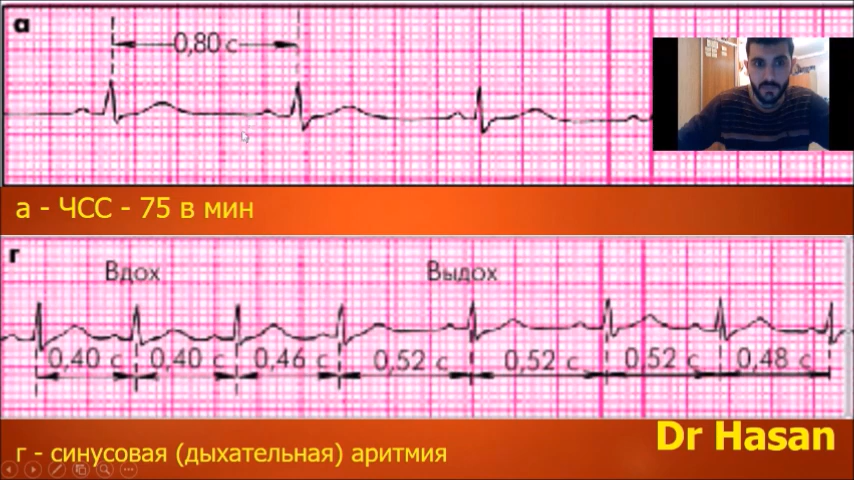 а
0,80 с
а - ЧСС - 75 в мин
г
Вдох
Выдох
0,40 с
0,40 с
0,46 с
0,52 с
0,52 с
0,52 с
0,48 с
Dr Hasan
г - синусовая (дыхательная) аритмия